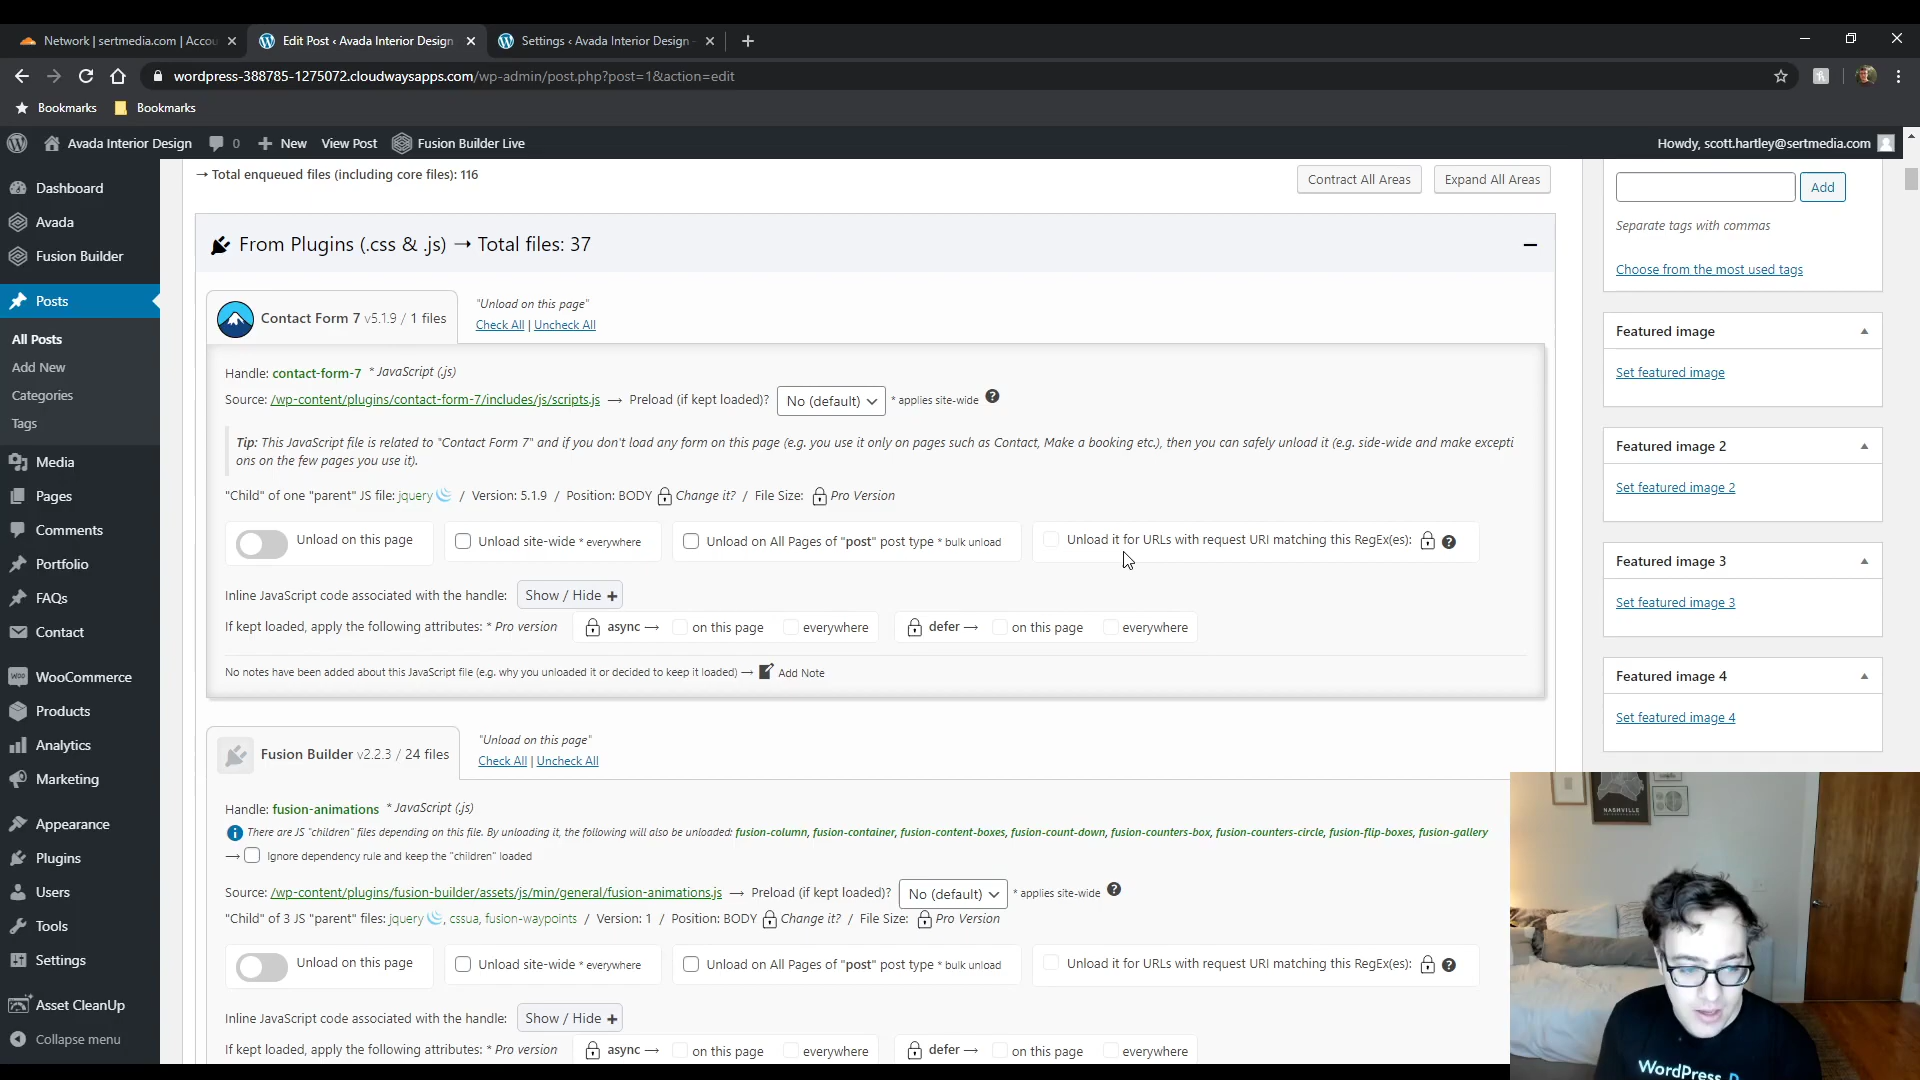 Network | sertmedia.com | Accou
Edit Post ‹ Avada Interior Design
Settings ‹ Avada Interior Design -
wordpress-388785-1275072.cloudwaysapps.com/wp-admin/post.php?post=1&action=edit
Bookmarks
Bookmarks
Avada Interior Design
0
New
View Post
Fusion Builder Live
Howdy, scott.hartley@sertmedia.com
Dashboard
Avada
Fusion Builder
Posts
All Posts
Add New
Categories
Tags
Media
Pages
Comments
Portfolio
FAQs
Contact
WooCommerce
Products
Analytics
Marketing
Appearance
Plugins
Users
Tools
Settings
Asset CleanUp
Collapse menu
→ Total enqueued files (including core files): 116
Contract All Areas
Expand All Areas
From Plugins (.css & .js) → Total files: 37
Contact Form 7 v5.1.9 / 1 files
"Unload on this page"
Check All | Uncheck All
Handle: contact-form-7 * JavaScript (.js)
Source: /wp-content/plugins/contact-form-7/includes/js/scripts.js → Preload (if kept loaded)? No (default) * applies site-wide
Tip: This JavaScript file is related to "Contact Form 7" and if you don't load any form on this page (e.g. you use it only on pages such as Contact, Make a booking etc.), then you can safely unload it (e.g. side-wide and make excepti
ons on the few pages you use it).
"Child" of one "parent" JS file: jquery / Version: 5.1.9 / Position: BODY Change it? / File Size: Pro Version
Unload on this page
Unload site-wide * everywhere
Unload on All Pages of "post" post type * bulk unload
Unload it for URLs with request URI matching this RegEx(es):
Inline JavaScript code associated with the handle: Show / Hide
If kept loaded, apply the following attributes: * Pro version async → on this page everywhere defer → on this page everywhere
No notes have been added about this JavaScript file (e.g. why you unloaded it or decided to keep it loaded) → Add Note
Fusion Builder v2.2.3 / 24 files
"Unload on this page"
Check All | Uncheck All
Handle: fusion-animations * JavaScript (.js)
There are JS "children" files depending on this file. By unloading it, the following will also be unloaded: fusion-column, fusion-container, fusion-content-boxes, fusion-count-down, fusion-counters-box, fusion-counters-circle, fusion-flip-boxes, fusion-gallery
→ Ignore dependency rule and keep the "children" loaded
Source: /wp-content/plugins/fusion-builder/assets/js/min/general/fusion-animations.js → Preload (if kept loaded)? No (default) * applies site-wide
"Child" of 3 JS "parent" files: jquery, cssua, fusion-waypoints / Version: 1 / Position: BODY Change it? / File Size: Pro Version
Unload on this page
Unload site-wide * everywhere
Unload on All Pages of "post" post type * bulk unload
Unload it for URLs with request URI matching this RegEx(es):
Inline JavaScript code associated with the handle: Show / Hide
If kept loaded, apply the following attributes: * Pro version async → on this page everywhere defer → on this page everywhere
Add
Separate tags with commas
Choose from the most used tags
Featured image
Set featured image
Featured image 2
Set featured image 2
Featured image 3
Set featured image 3
Featured image 4
Set featured image 4
NASHVILLE
WordPress